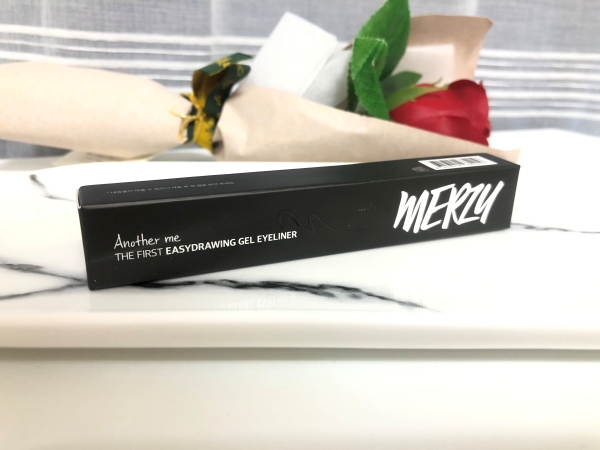 Another me
THE FIRST EASYDRAWING GEL EYELINER
MERZY